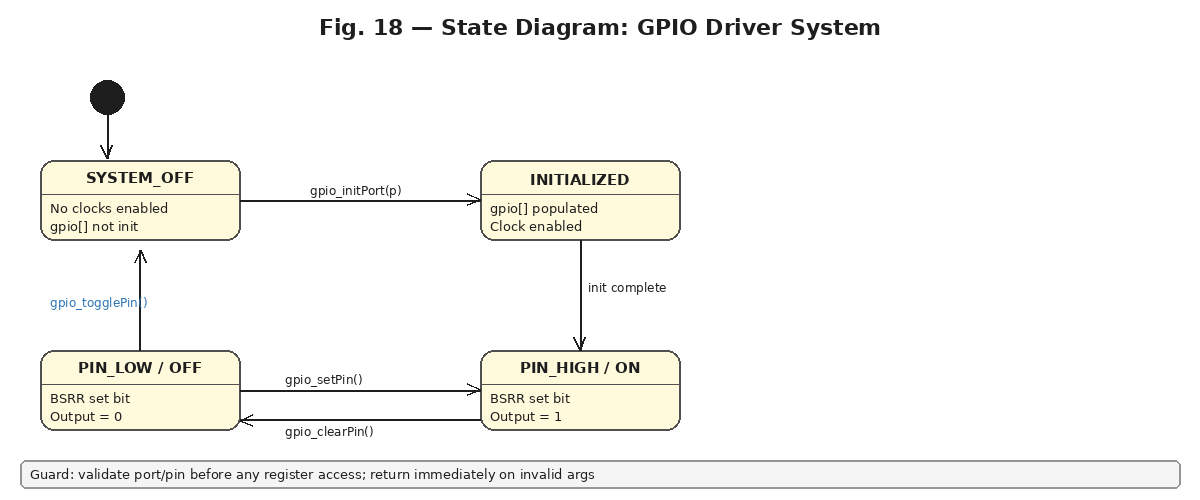 Fig. 18 — State Diagram: GPIO Driver System
SYSTEM_OFF
No clocks enabled
gpio[] not init
gpio_initPort(p)
INITIALIZED
gpio[] populated
Clock enabled
gpio_togglePin()
init complete
PIN_LOW / OFF
BSRR set bit
Output = 0
gpio_setPin()
gpio_clearPin()
PIN_HIGH / ON
BSRR set bit
Output = 1
Guard: validate port/pin before any register access; return immediately on invalid args